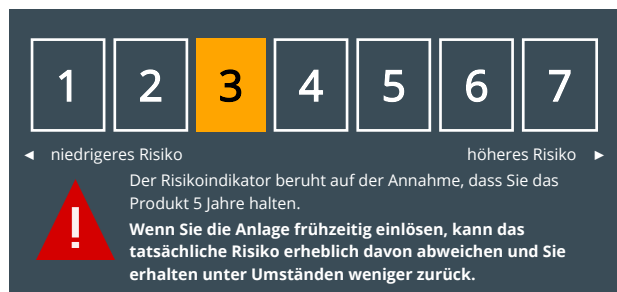 1 2 3 4 5 6 7
◄ niedrigeres Risiko höheres Risiko ►
Der Risikoindikator beruht auf der Annahme, dass Sie das
Produkt 5 Jahre halten.
Wenn Sie die Anlage frühzeitig einlösen, kann das
tatsächliche Risiko erheblich davon abweichen und Sie
erhalten unter Umständen weniger zurück.
!